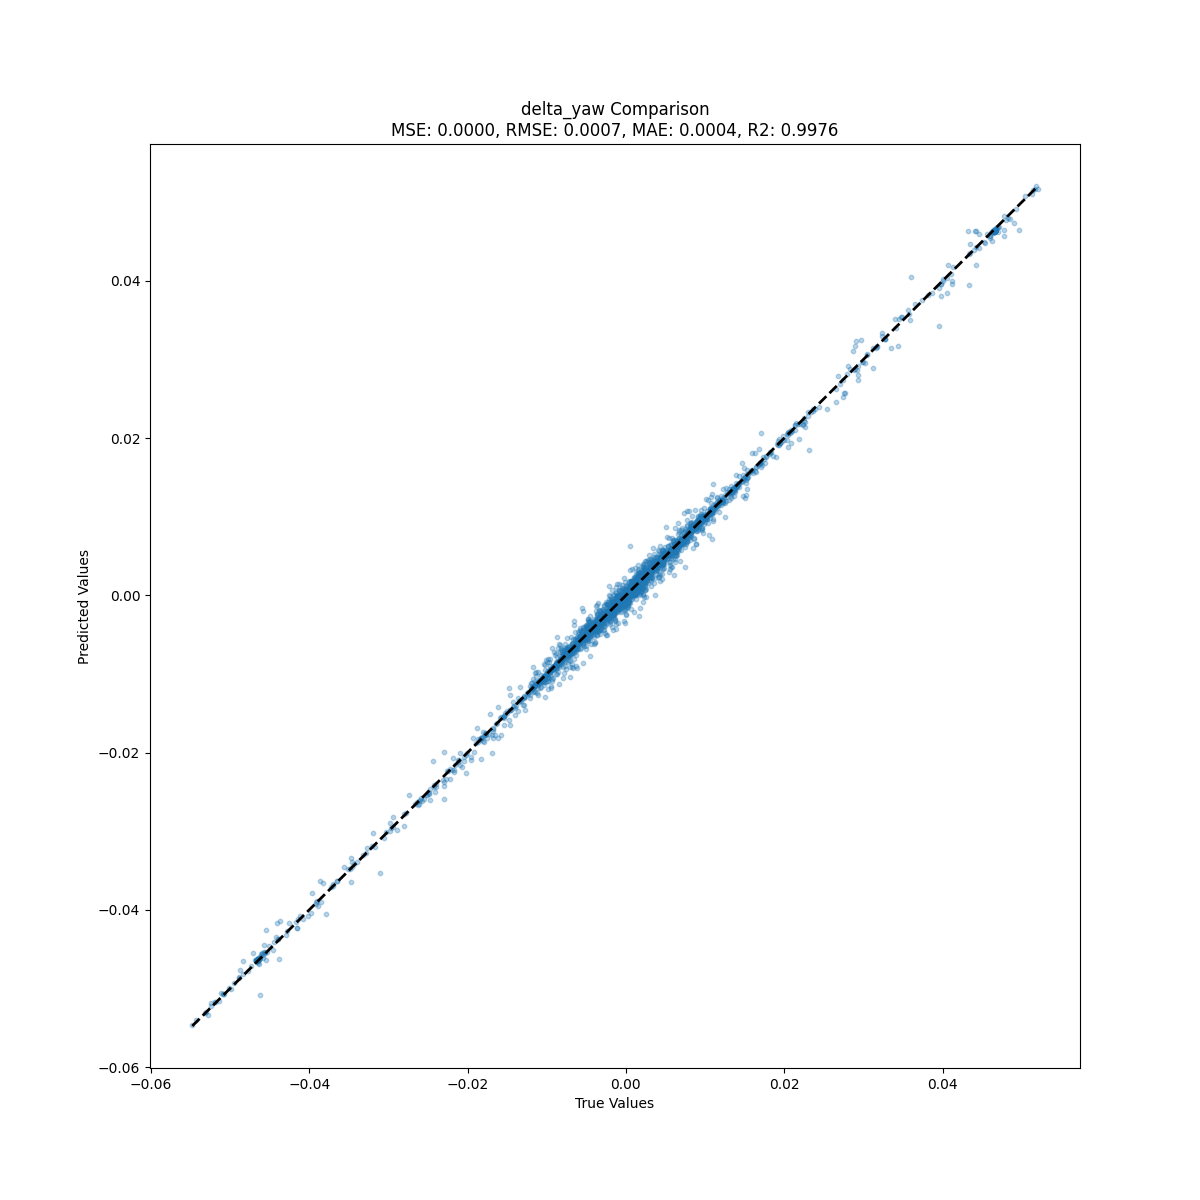 delta_yaw Comparison
MSE: 0.0000, RMSE: 0.0007, MAE: 0.0004, R2: 0.9976
Predicted Values
0.04
0.02
0.00
−0.02
−0.04
−0.06
−0.06 −0.04 −0.02 0.00 0.02 0.04
True Values